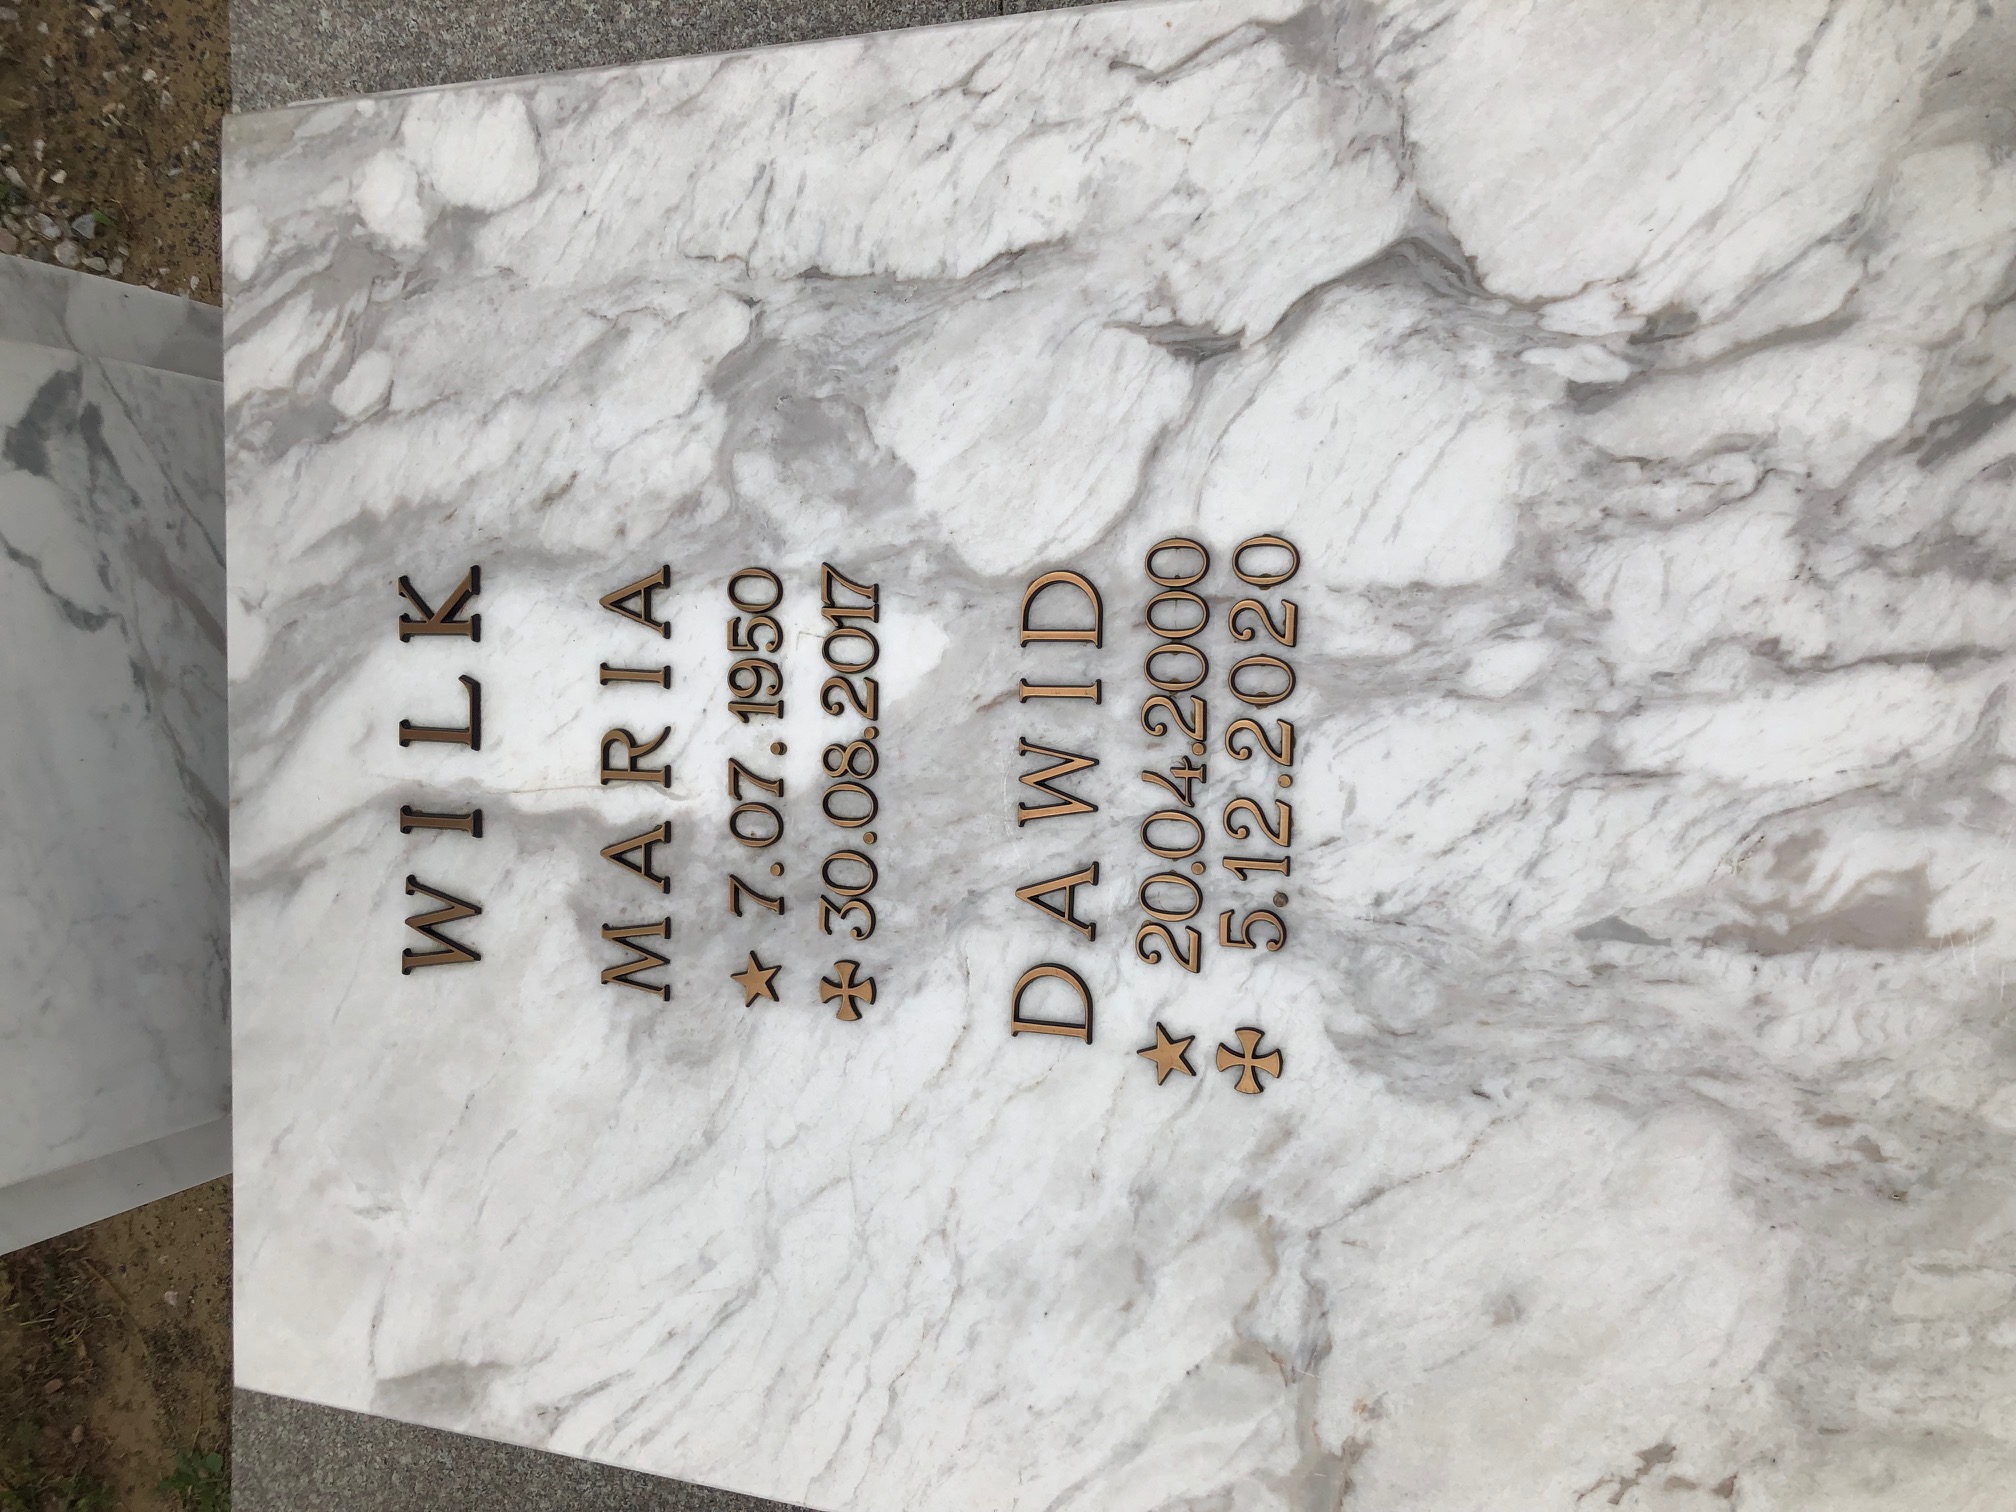 WILK
MARIA
★ 7.07.1950
✠ 30.08.2017
DAWID
★ 20.04.2000
✠ 5.12.2020